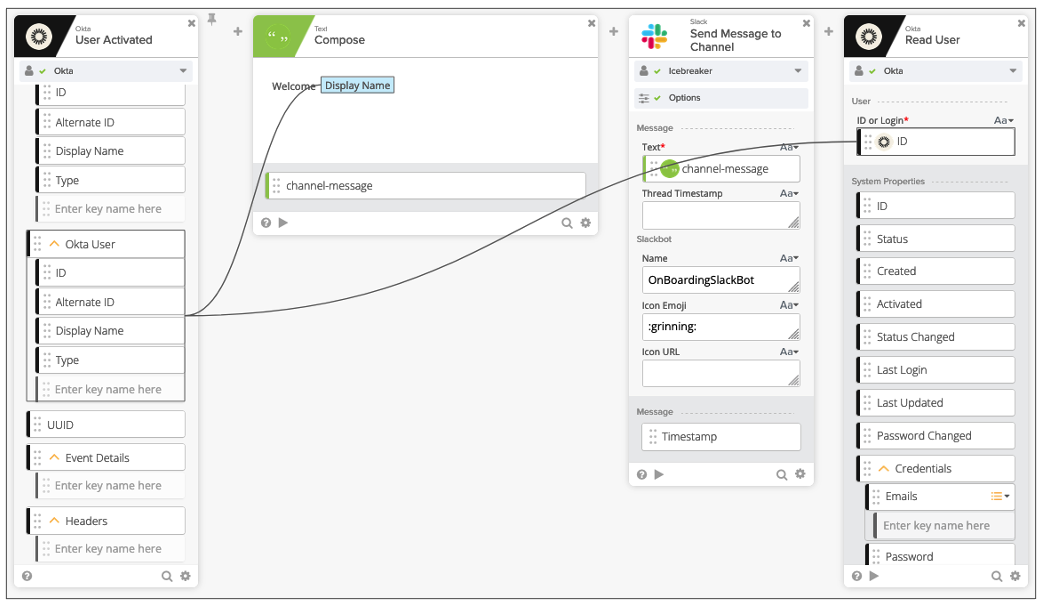 Okta
User Activated
Okta
ID
Alternate ID
Display Name
Type
Enter key name here
Okta User
ID
Alternate ID
Display Name
Type
Enter key name here
UUID
Event Details
Enter key name here
Headers
Enter key name here
Text
Compose
Welcome Display Name
channel-message
Slack
Send Message to
Channel
Icebreaker
Options
Message
Text* Aa
channel-message
Thread Timestamp Aa
Slackbot
Name Aa
OnBoardingSlackBot
Icon Emoji Aa
:grinning:
Icon URL Aa
Message
Timestamp
Okta
Read User
Okta
User
ID or Login* Aa
ID
System Properties
ID
Status
Created
Activated
Status Changed
Last Login
Last Updated
Password Changed
Credentials
Emails
Enter key name here
Password